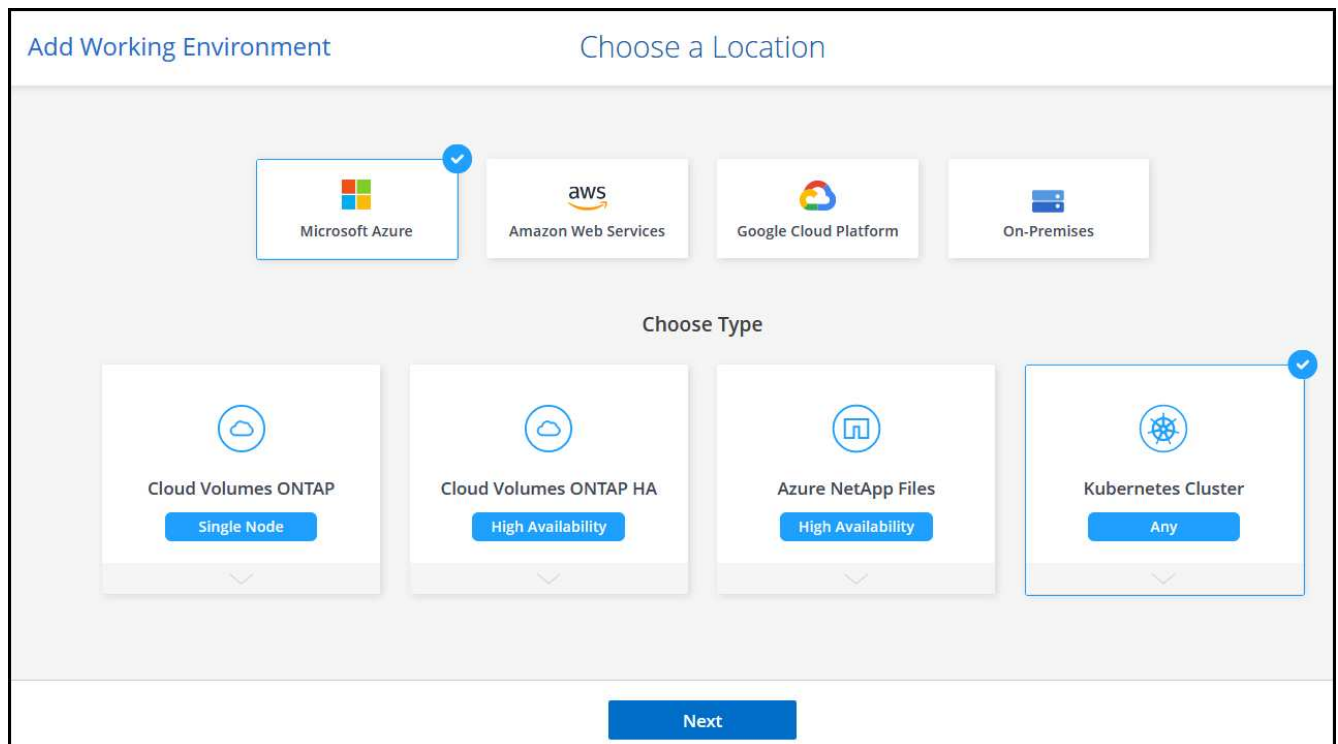 Add Working Environment
Choose a Location
aws
Microsoft Azure
Amazon Web Services
Google Cloud Platform
On-Premises
Choose Type
Cloud Volumes ONTAP
Cloud Volumes ONTAP HA
Azure NetApp Files
Kubernetes Cluster
Single Node
High Availability
High Availability
Any
Next